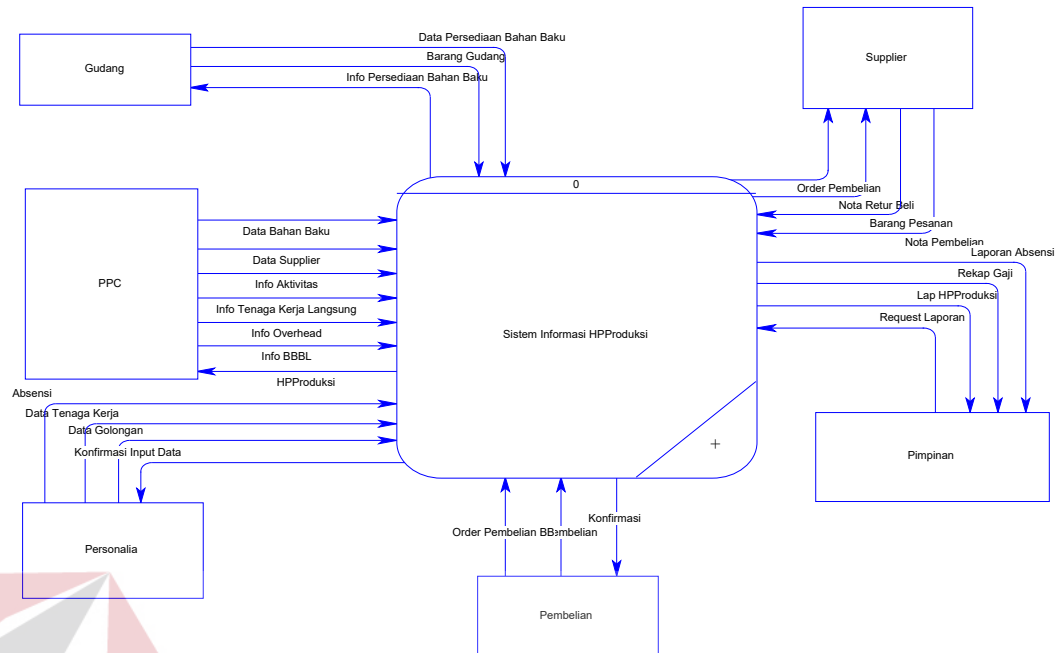 Data Persediaan Bahan Baku
Barang Gudang
Info Persediaan Bahan Baku
Gudang
Supplier
0
Order Pembelian
Nota Retur Beli
Barang Pesanan
Nota Pembelian
Laporan Absensi
Rekap Gaji
Lap HPProduksi
Request Laporan
PPC
Data Bahan Baku
Data Supplier
Info Aktivitas
Info Tenaga Kerja Langsung
Info Overhead
Info BBBL
HPProduksi
Sistem Informasi HPProduksi
Absensi
Data Tenaga Kerja
Data Golongan
Konfirmasi Input Data
Pimpinan
Personalia
Konfirmasi
Order Pembelian BB
embelian
Pembelian